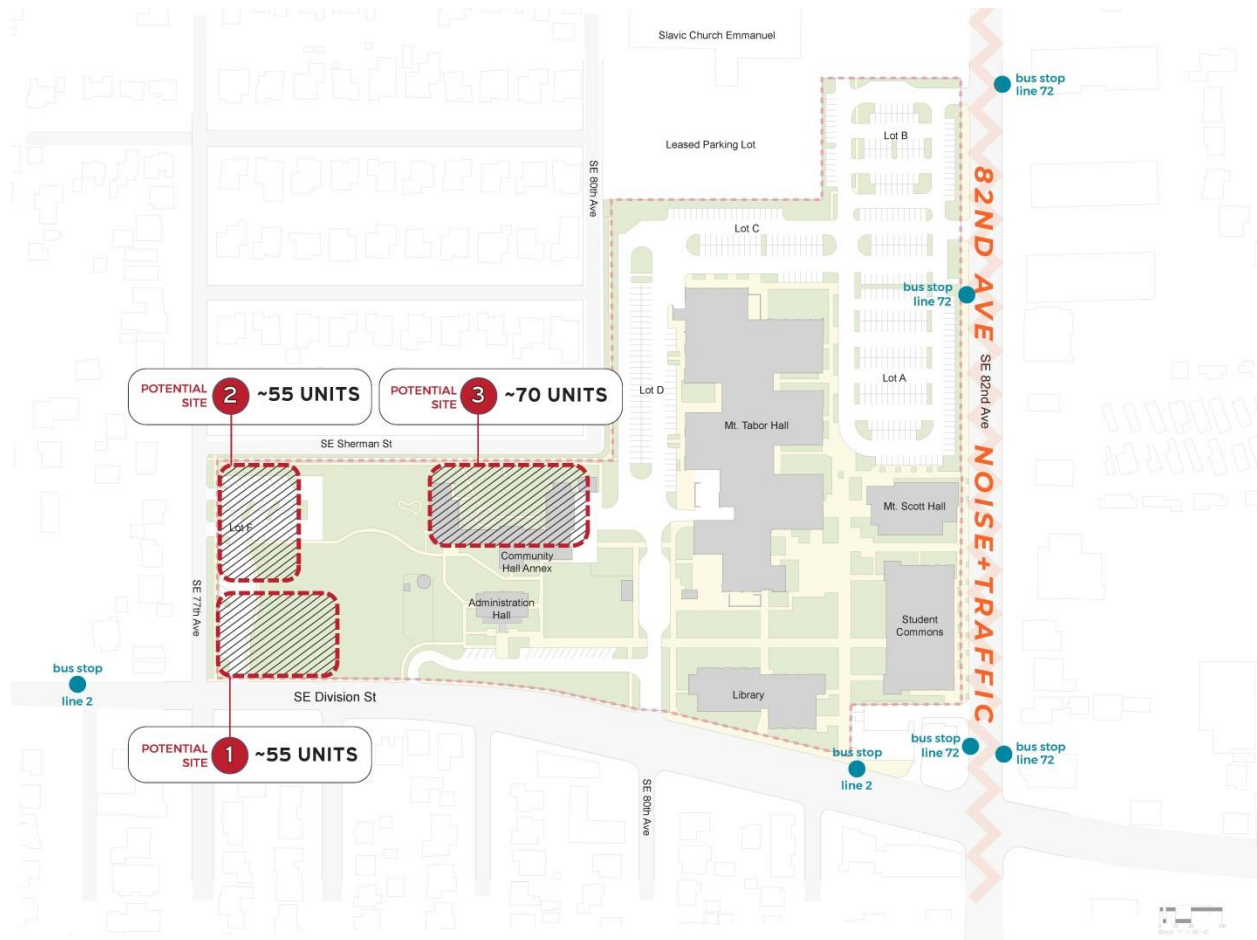 Slavic Church Emmanuel
bus stop
line 72
Lot B
Leased Parking Lot
SE 80th Ave
Lot C
82ND AVE NOISE+TRAFFIC
bus stop
line 72
SE 82nd Ave
POTENTIAL
SITE
2
~55 UNITS
POTENTIAL
SITE
3
~70 UNITS
Lot D
Lot A
Mt. Tabor Hall
SE Sherman St
Mt. Scott Hall
Lot F
Community
Hall Annex
SE 77th Ave
Administration
Hall
Student
Commons
bus stop
line 2
SE Division St
Library
POTENTIAL
SITE
1
~55 UNITS
bus stop
line 72
bus stop
line 72
bus stop
line 2
SE 80th Ave